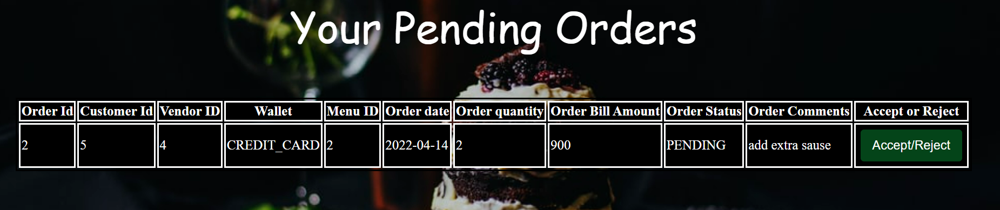 Your Pending Orders
Order Id Customer Id Vendor ID Wallet Menu ID Order date Order quantity Order Bill Amount Order Status Order Comments Accept or Reject
2 5 4 CREDIT_CARD 2 2022-04-14 2 900 PENDING add extra sause Accept/Reject